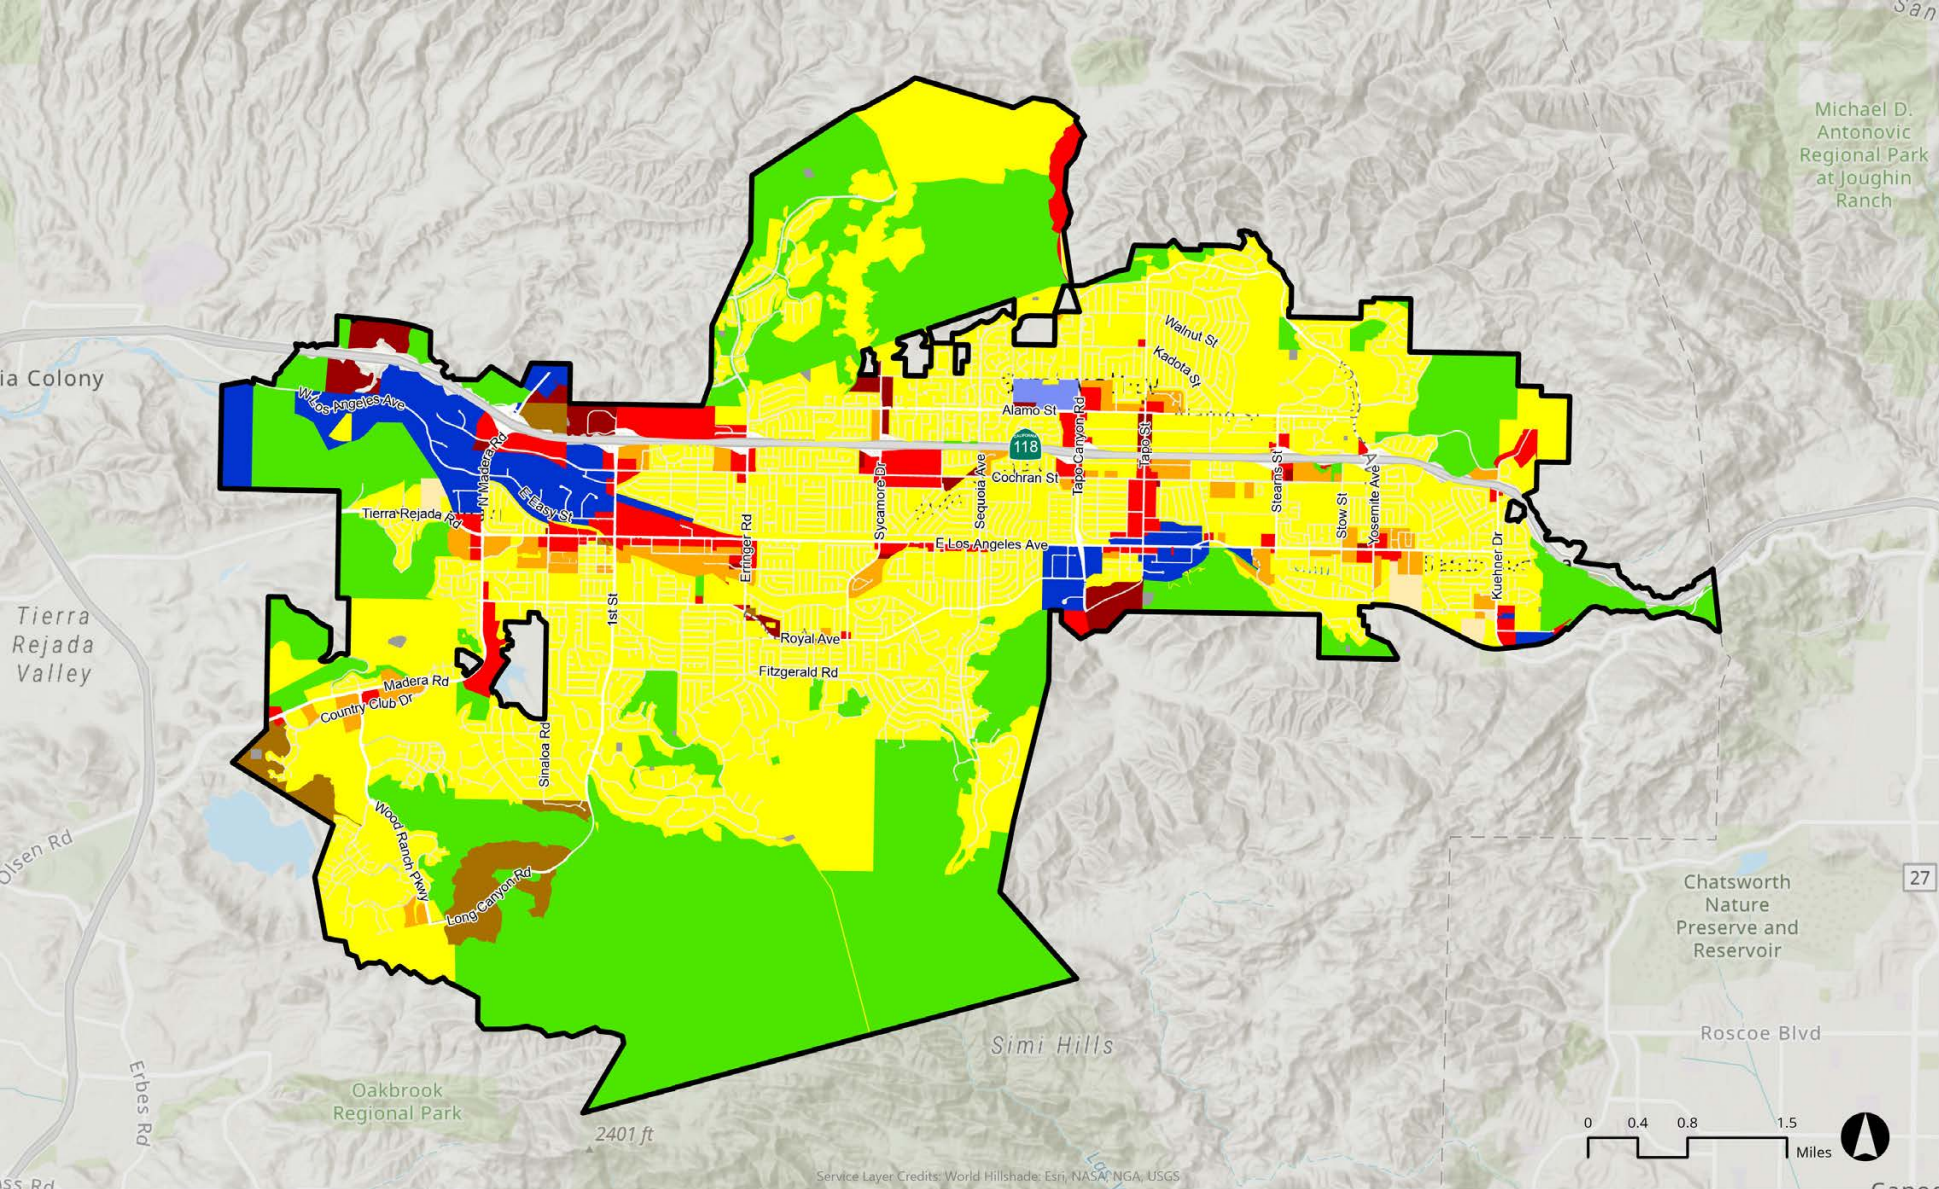 San
Michael D.
Antonovic
Regional Park
at Joughin
Ranch
ia Colony
Walnut St
Kadota St
W Los Angeles Ave
Alamo St
CALIFORNIA
118
N Madera Rd
Tapo Canyon Rd
Tapo St
Sycamore Dr
Sequoia Ave
Cochran St
Stearns St
Stow St
Yosemite Ave
E Easy St
Tierra Rejada Rd
Erringer Rd
E Los Angeles Ave
Kuehner Dr
1st St
Tierra
Rejada
Valley
Royal Ave
Fitzgerald Rd
Madera Rd
Country Club Dr
Sinaloa Rd
Wood Ranch Pkwy
Long Canyon Rd
Olsen Rd
27
Chatsworth
Nature
Preserve and
Reservoir
Roscoe Blvd
Simi Hills
Erbes Rd
Oakbrook
Regional Park
2401 ft
0 0.4 0.8 1.5
Miles
Service Layer Credits: World Hillshade: Esri, NASA, NGA, USGS
ss Rd